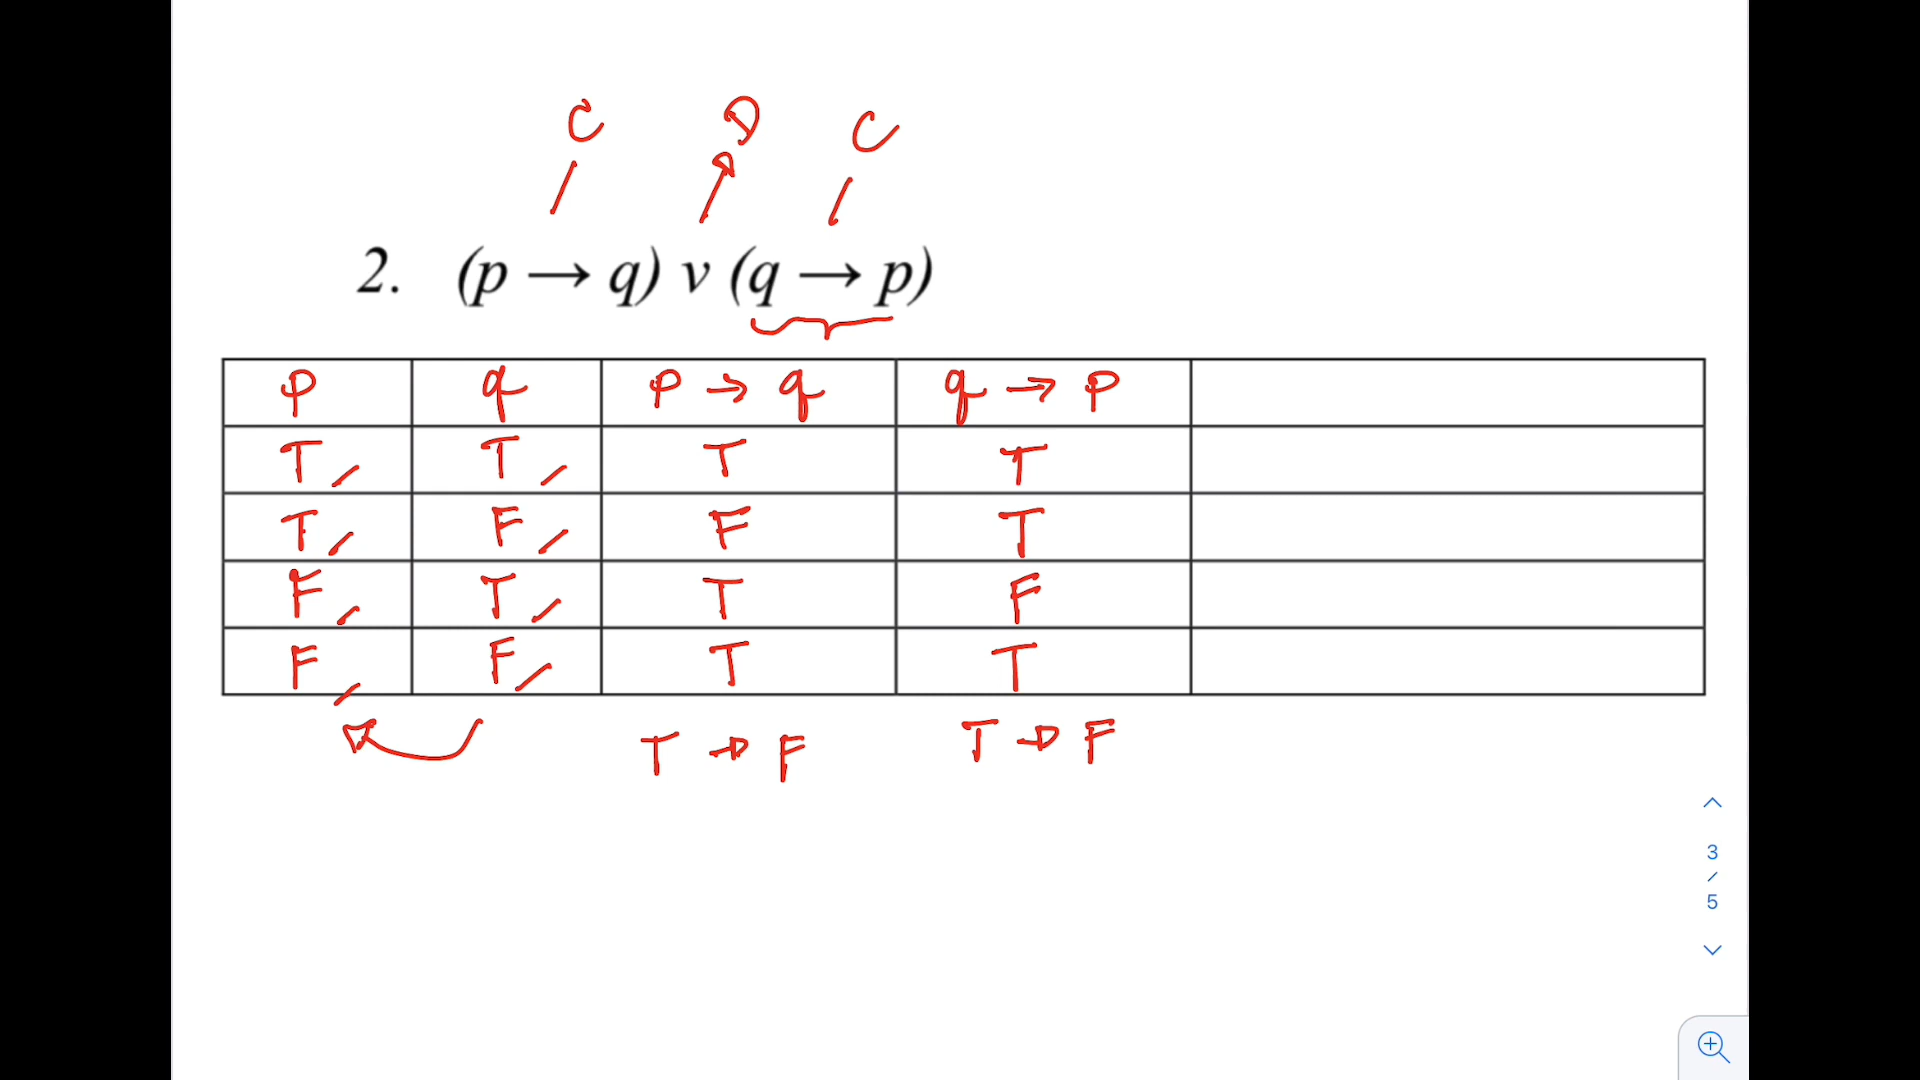 C D C
2. (p → q) v (q → p)
p q p → q q → p
T T T T
T F F T
F T T F
F F T T
T → F T → F
3
/
5